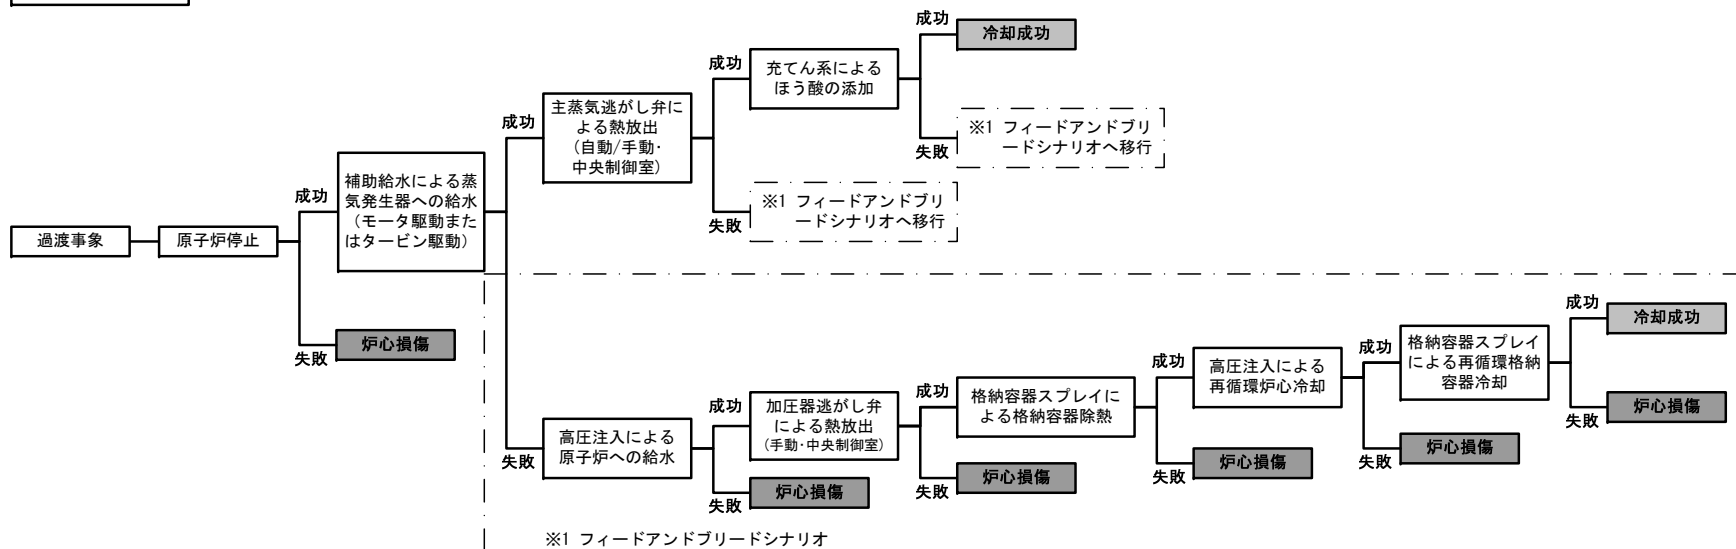 成功
冷却成功
成功
充てん系による
ほう酸の添加
成功
主蒸気逃がし弁に
よる熱放出
(自動/手動・
中央制御室)
失敗
※1 フィードアンドブリ
ードシナリオへ移行
成功
補助給水による蒸
気発生器への給水
(モータ駆動また
はタービン駆動)
失敗
※1 フィードアンドブリ
ードシナリオへ移行
過渡事象
原子炉停止
失敗
炉心損傷
成功
冷却成功
成功
格納容器スプレイ
による再循環格納
容器冷却
成功
高圧注入による
再循環炉心冷却
失敗
炉心損傷
成功
格納容器スプレイに
よる格納容器除熱
成功
加圧器逃がし弁
による熱放出
(手動・中央制御室)
失敗
高圧注入による
原子炉への給水
失敗
炉心損傷
失敗
炉心損傷
失敗
炉心損傷
失敗
炉心損傷
※1 フィードアンドブリードシナリオ